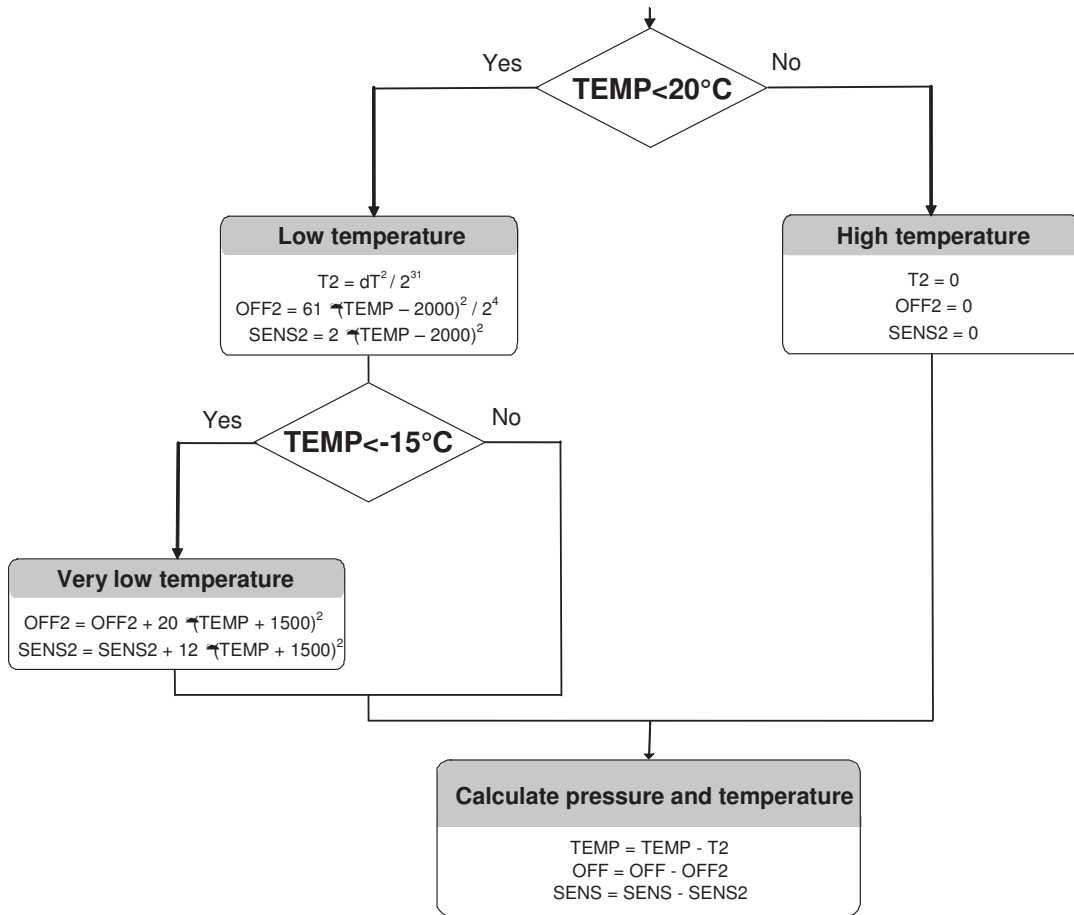 Yes
No
TEMP<20°C
Low temperature
T2 = dT² / 2³¹
OFF2 = 61 (TEMP – 2000)² / 2⁴
SENS2 = 2 (TEMP – 2000)²
High temperature
T2 = 0
OFF2 = 0
SENS2 = 0
Yes
No
TEMP<-15°C
Very low temperature
OFF2 = OFF2 + 20 (TEMP + 1500)²
SENS2 = SENS2 + 12 (TEMP + 1500)²
Calculate pressure and temperature
TEMP = TEMP - T2
OFF = OFF - OFF2
SENS = SENS - SENS2